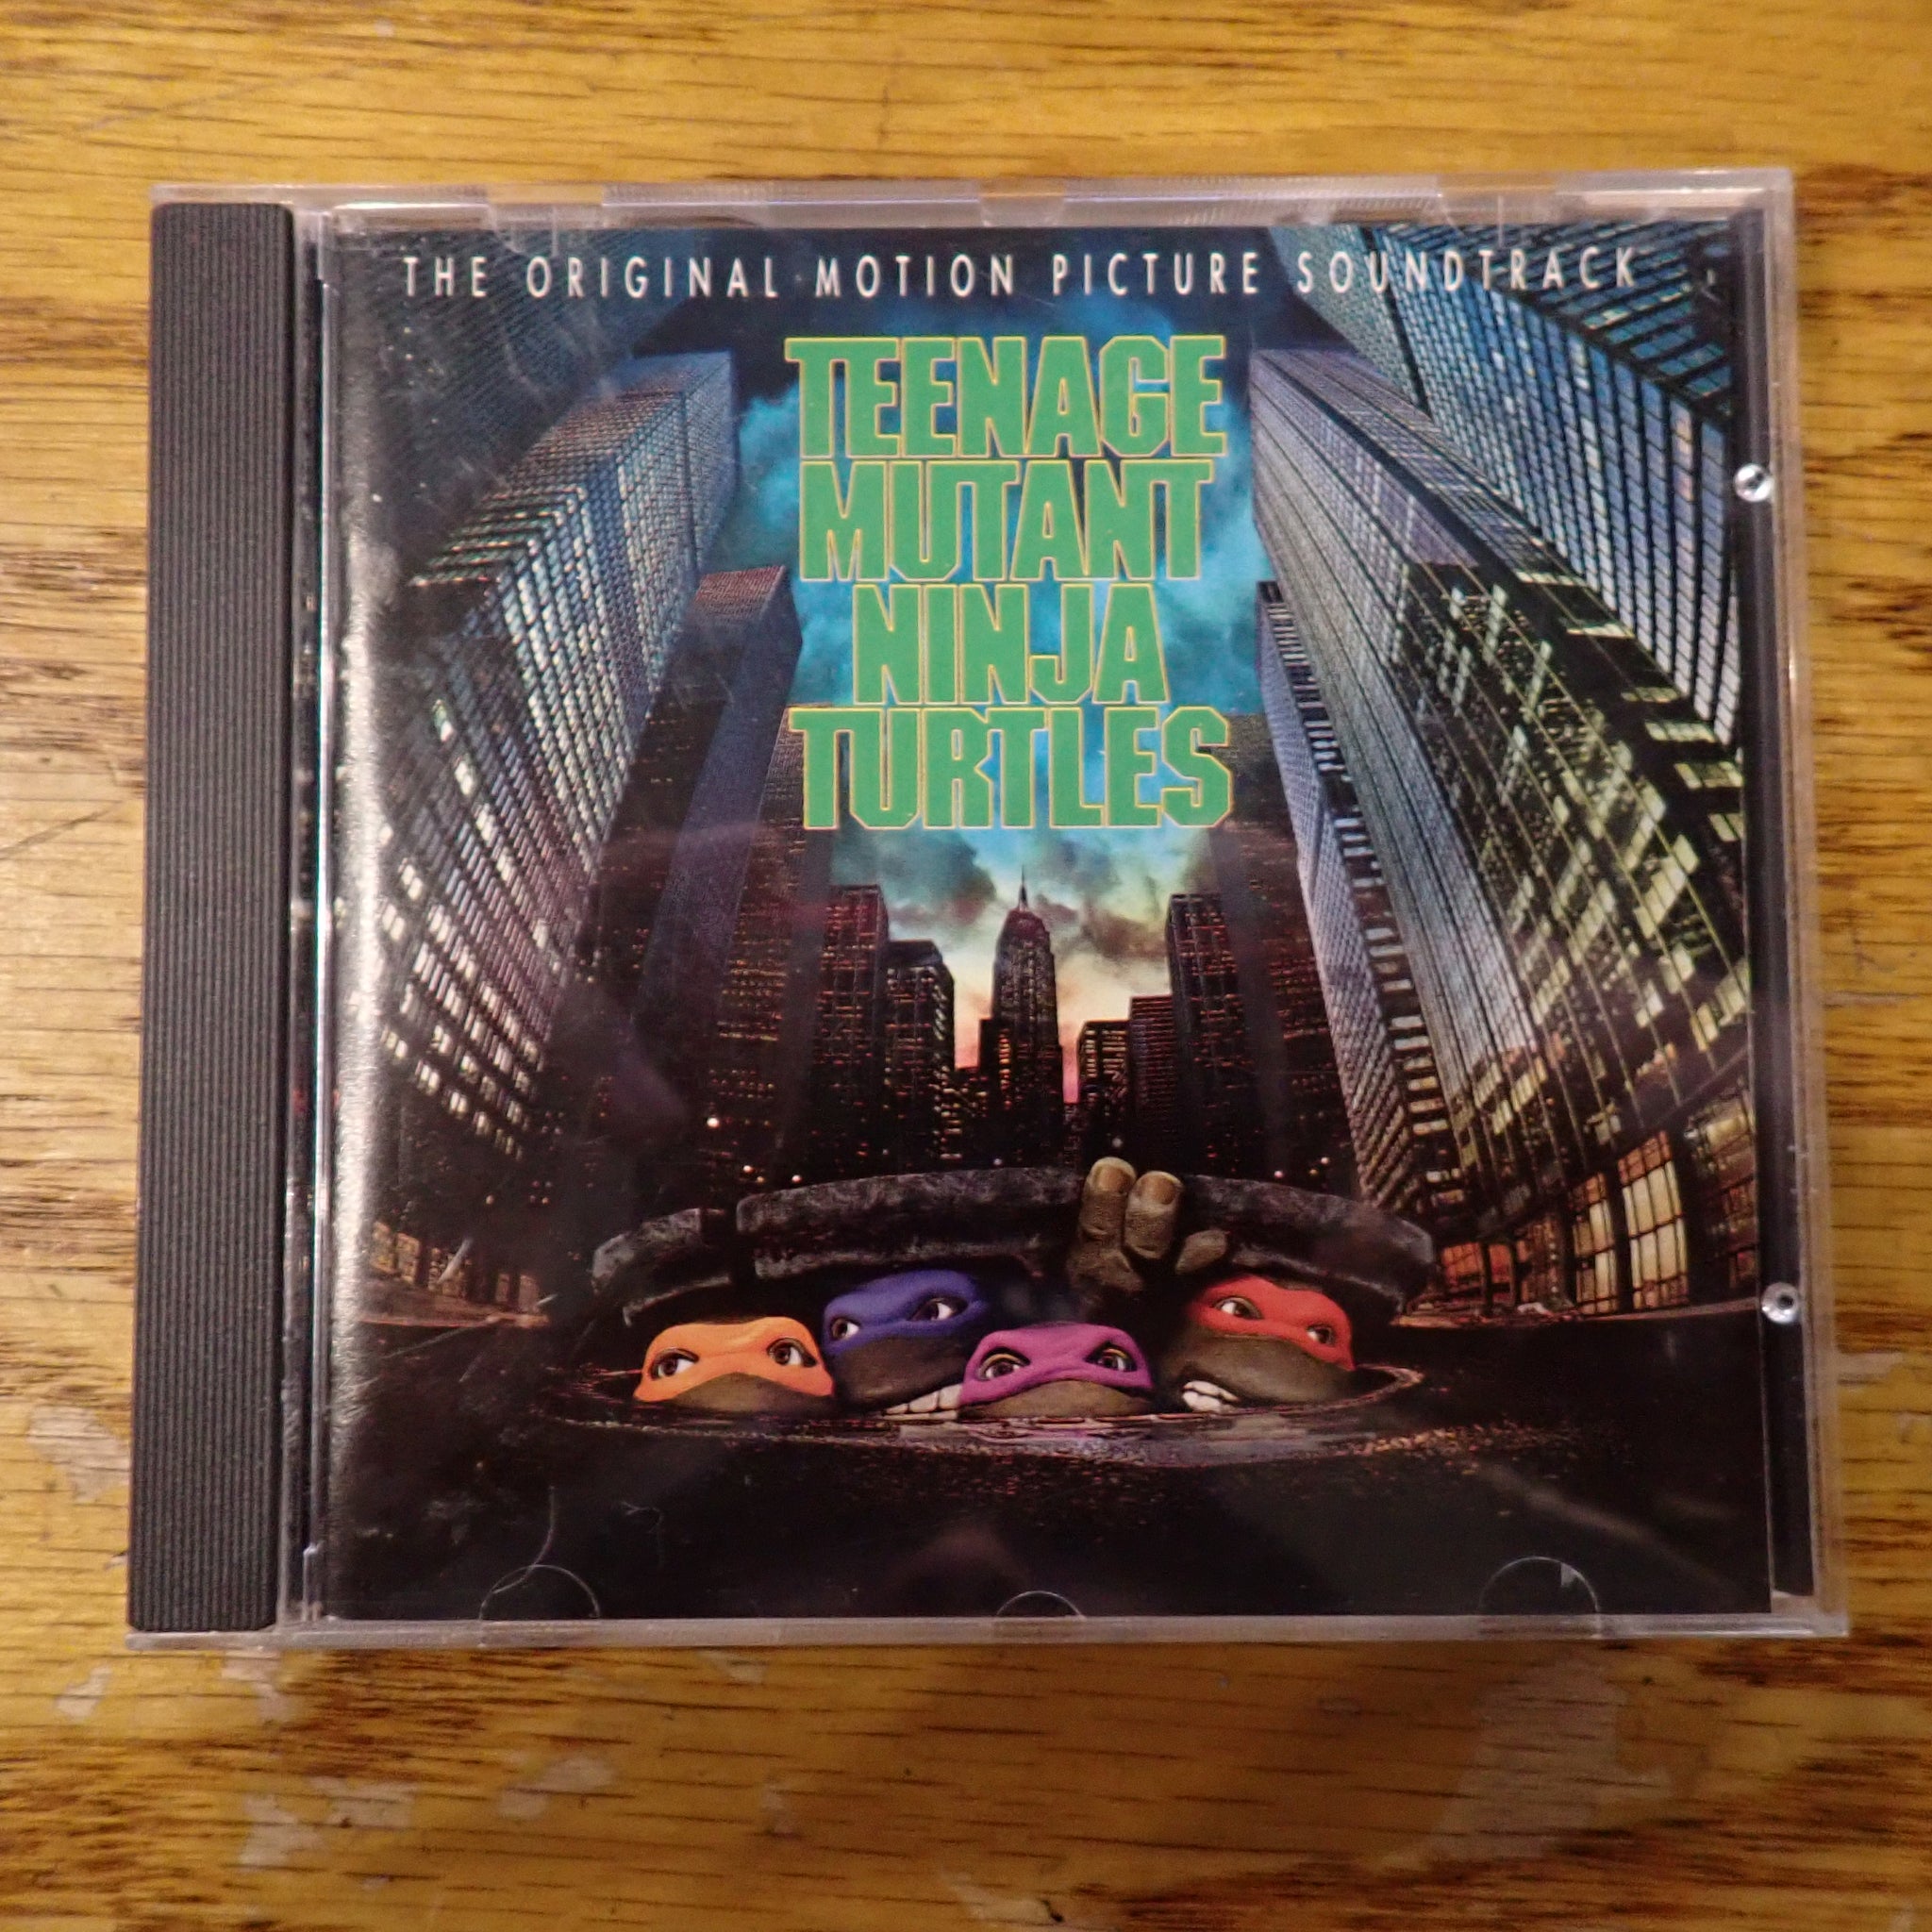 THE ORIGINAL MOTION PICTURE SOUNDTRACK
TEENAGE
MUTANT
NINJA
TURTLES